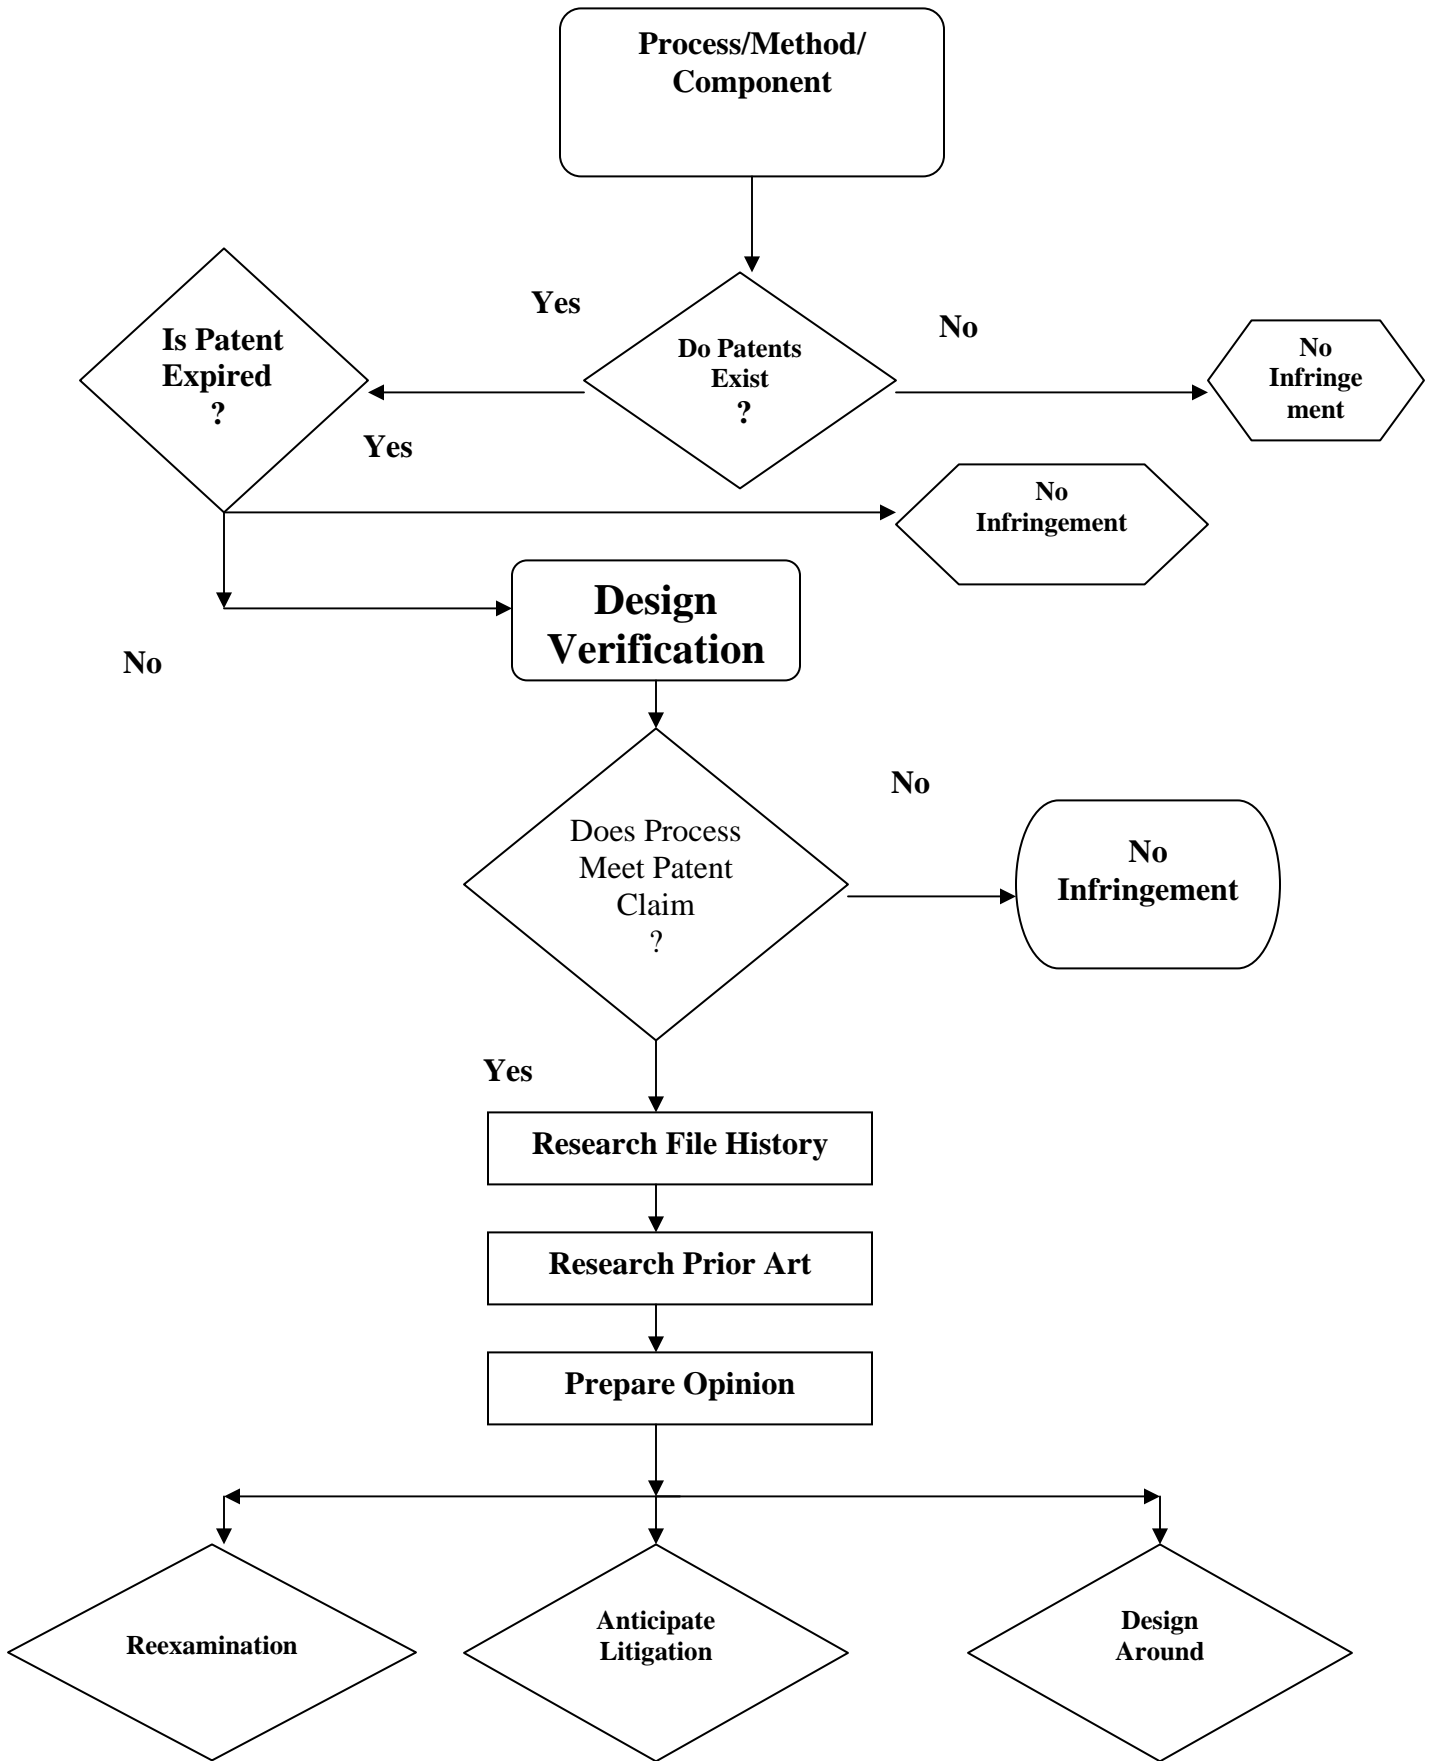 Process/Method/
Component
Yes
No
Is Patent
Expired
?
Do Patents
Exist
?
No
Infringe
ment
Yes
No
Infringement
Design
Verification
No
No
Does Process
Meet Patent
Claim
?
No
Infringement
Yes
Research File History
Research Prior Art
Prepare Opinion
Reexamination
Anticipate
Litigation
Design
Around